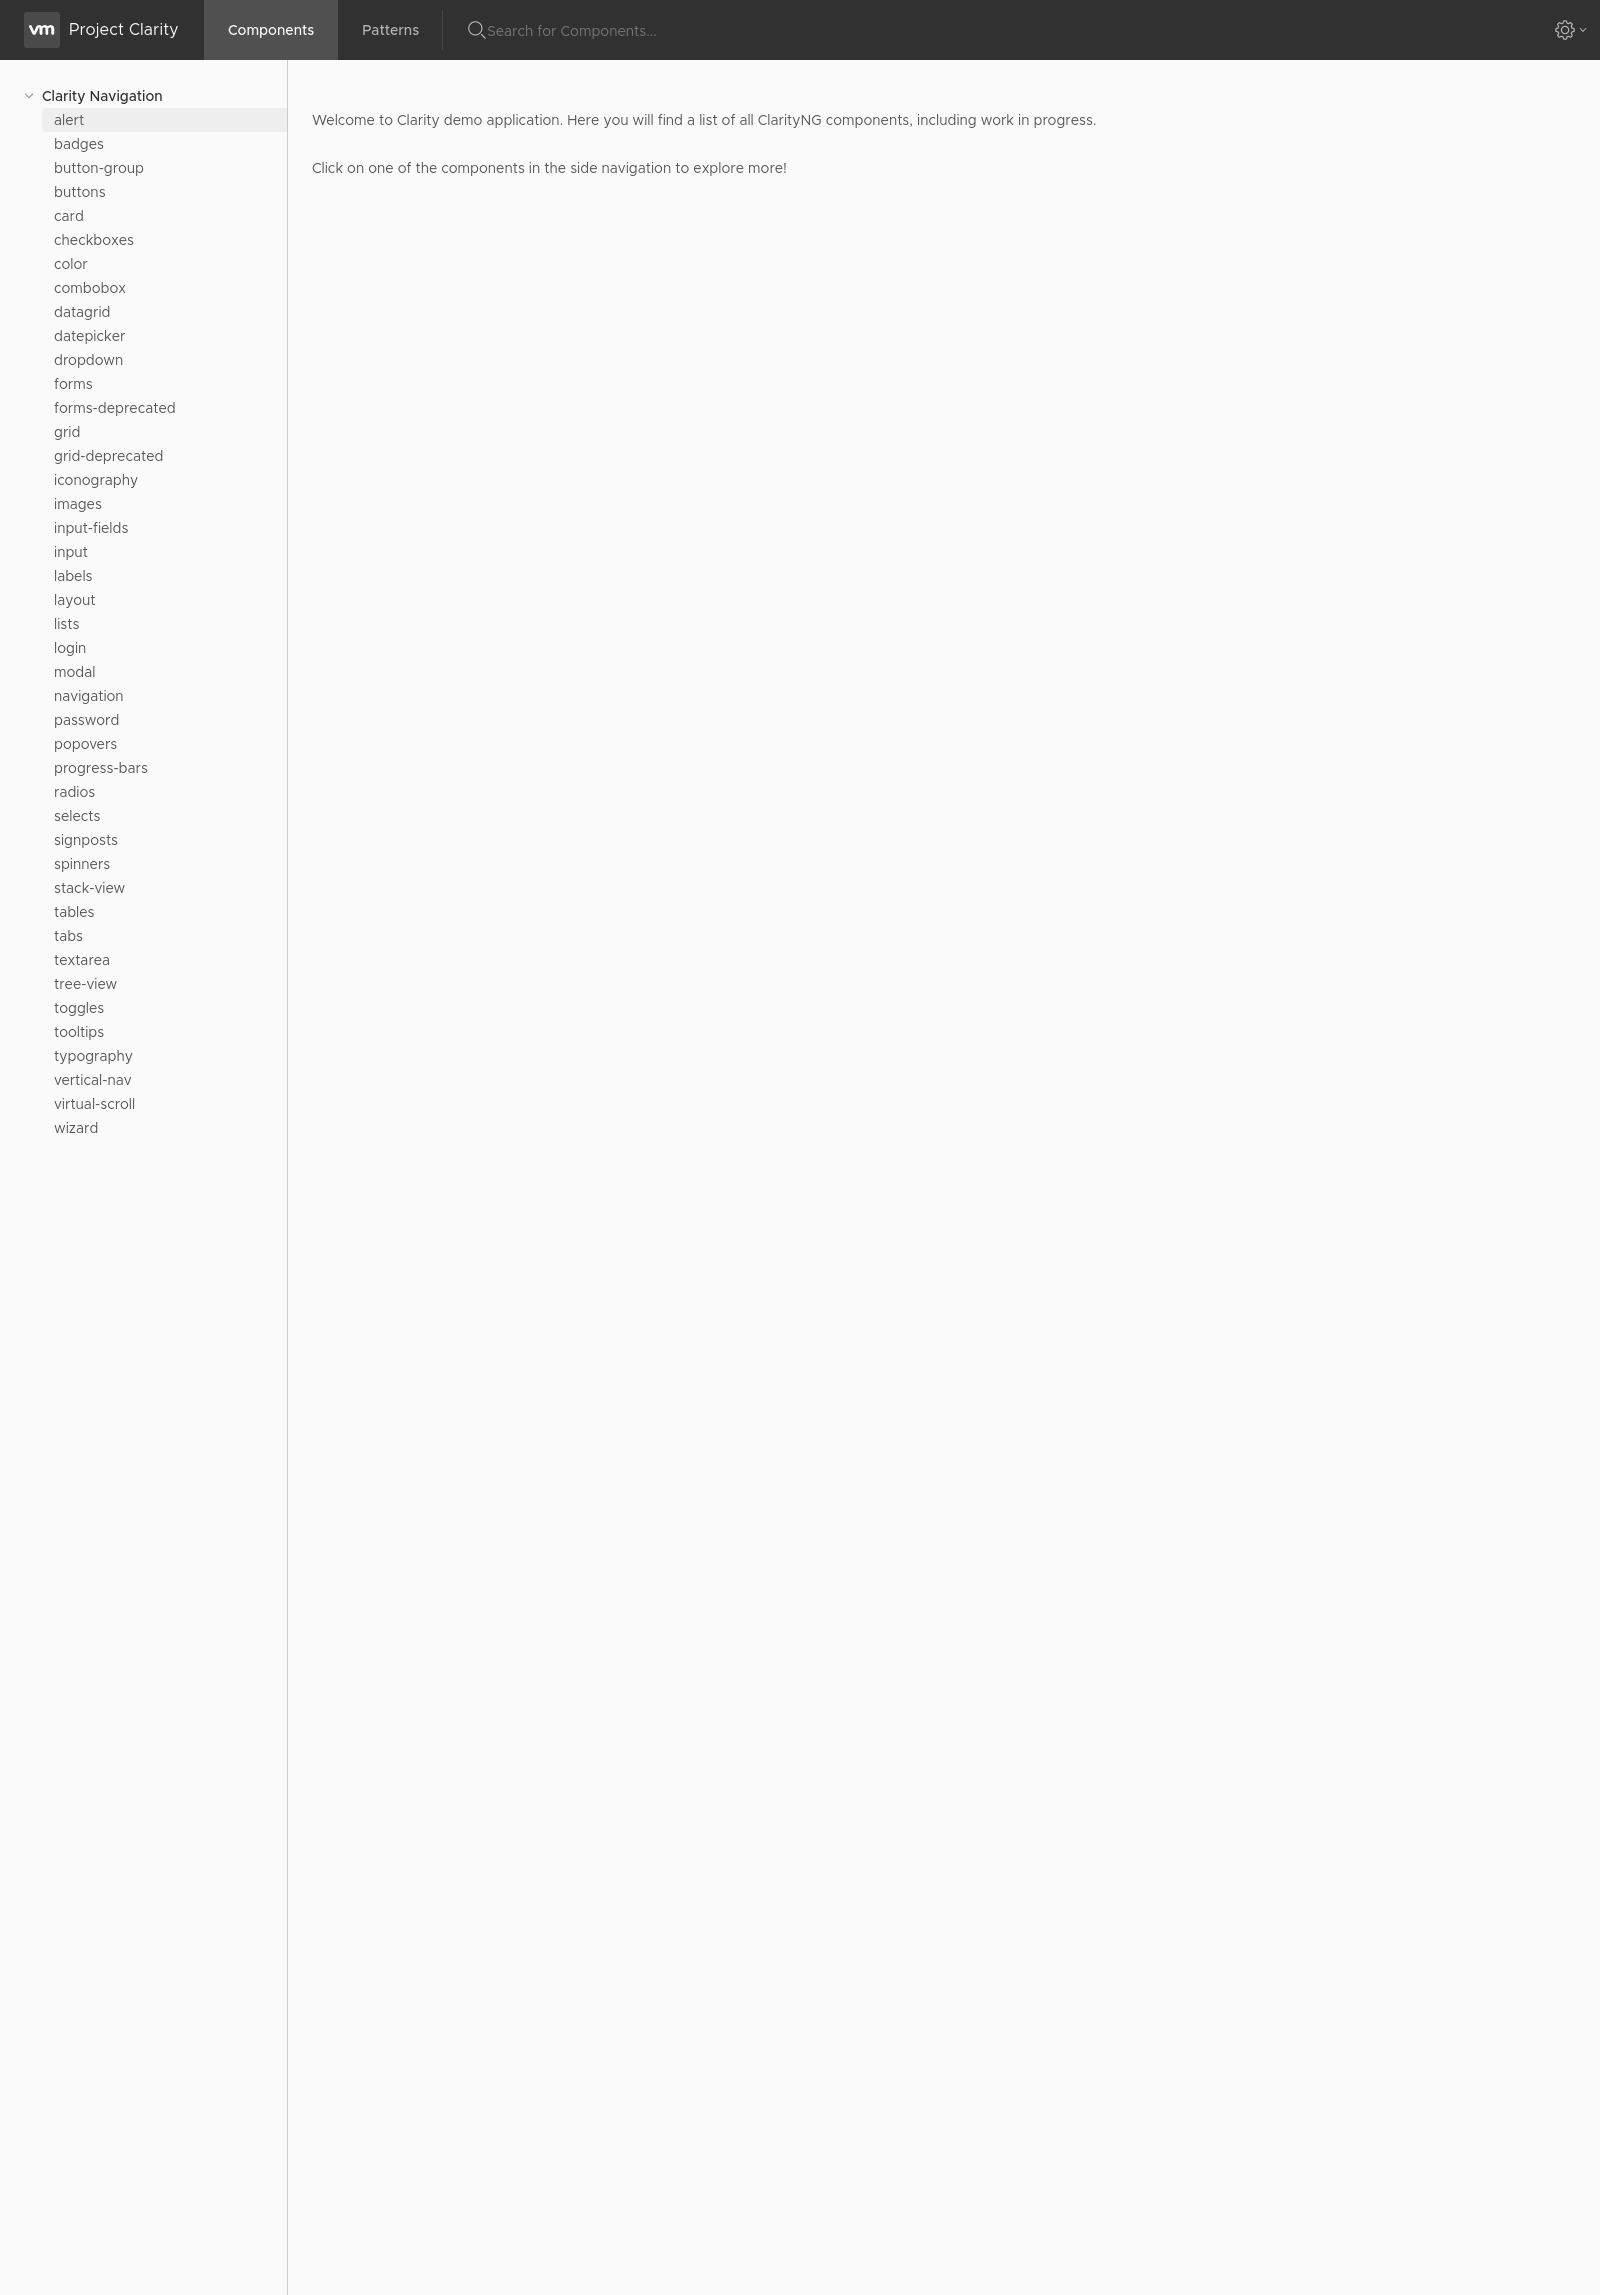 vm Project Clarity
Components
Patterns
Search for Components...
Clarity Navigation
alert
badges
button-group
buttons
card
checkboxes
color
combobox
datagrid
datepicker
dropdown
forms
forms-deprecated
grid
grid-deprecated
iconography
images
input-fields
input
labels
layout
lists
login
modal
navigation
password
popovers
progress-bars
radios
selects
signposts
spinners
stack-view
tables
tabs
textarea
tree-view
toggles
tooltips
typography
vertical-nav
virtual-scroll
wizard
Welcome to Clarity demo application. Here you will find a list of all ClarityNG components, including work in progress.
Click on one of the components in the side navigation to explore more!